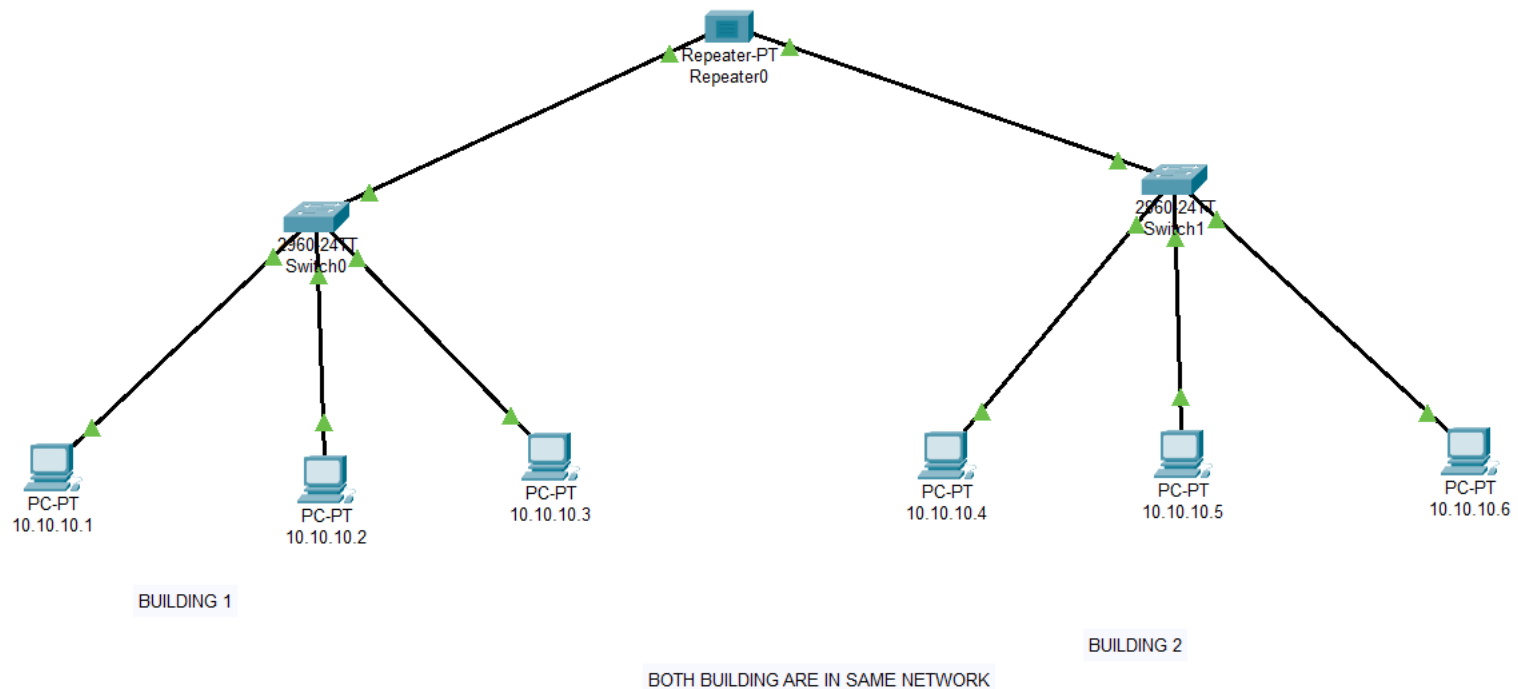 Repeater-PT
Repeater0
2960-24TT
Switch0
2960-24TT
Switch1
PC-PT
10.10.10.1
PC-PT
10.10.10.2
PC-PT
10.10.10.3
PC-PT
10.10.10.4
PC-PT
10.10.10.5
PC-PT
10.10.10.6
BUILDING 1
BUILDING 2
BOTH BUILDING ARE IN SAME NETWORK